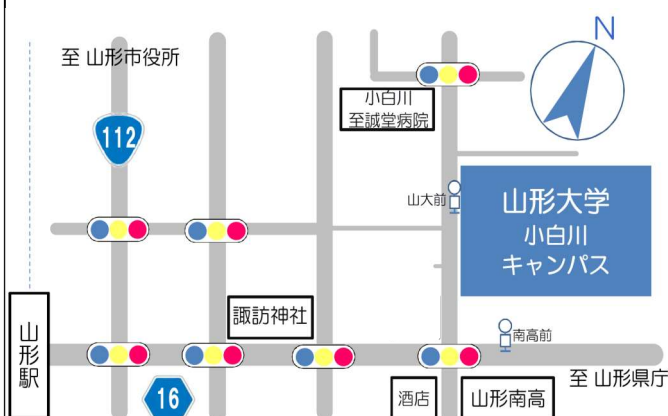 N
至 山形市役所
小白川
至誠堂病院
112
山大前
山形大学
小白川
キャンパス
諏訪神社
南高前
山形駅
至 山形県庁
16
酒店
山形南高